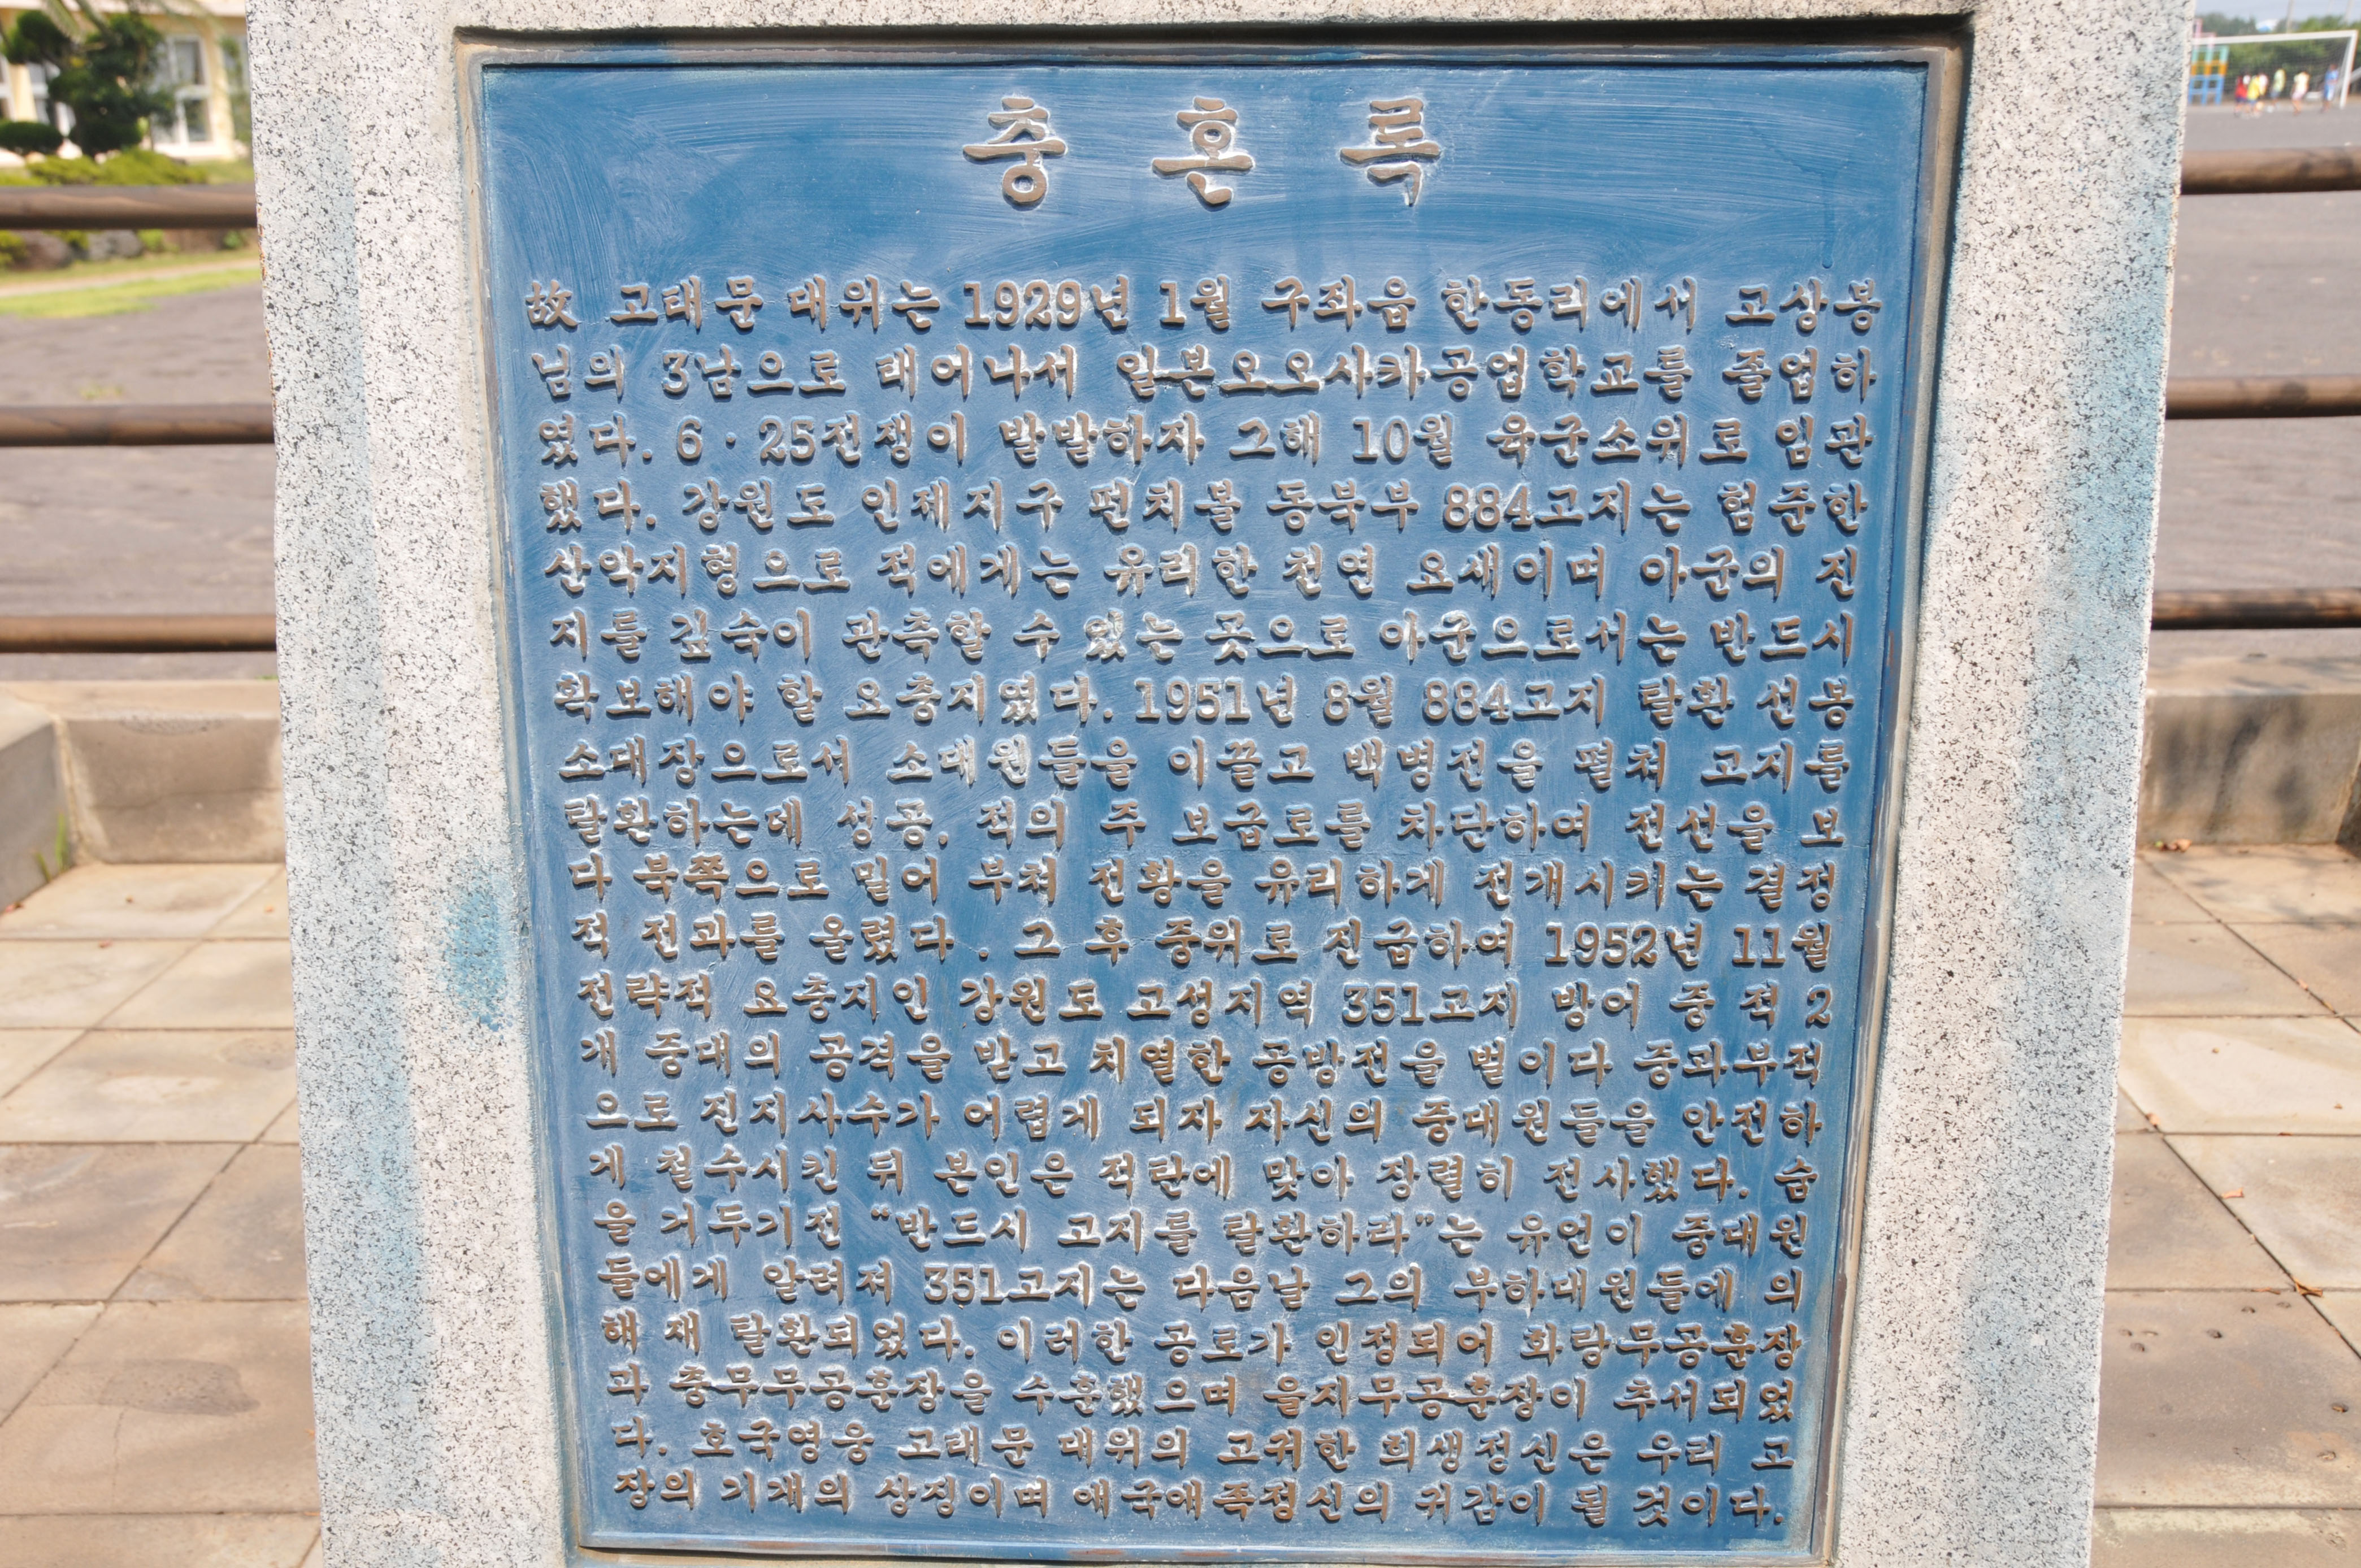 충 혼 록
故 고태문 대위는 1929년 1월 구좌읍 한동리에서 고상봉
님의 3남으로 태어나서 일본오오사카공업학교를 졸업하
였다. 6·25전쟁이 발발하자 그해 10월 육군소위로 임관
했다. 강원도 인제지구 펀치볼 동북부 884고지는 험준한
산악지형으로 적에게는 유리한 천연 요새이며 아군의 진
지를 깊숙이 관측할 수 있는 곳으로 아군으로서는 반드시
확보해야 할 요충지였다. 1951년 8월 884고지 탈환 선봉
소대장으로서 소대원들을 이끌고 백병전을 펼쳐 고지를
탈환하는데 성공. 적의 주 보급로를 차단하여 전선을 보
다 북쪽으로 밀어 부쳐 전황을 유리하게 전개시키는 결정
적 전과를 올렸다. 그 후 중위로 진급하여 1952년 11월
전략적 요충지인 강원도 고성지역 351고지 방어 중 적 2
개 중대의 공격을 받고 치열한 공방전을 벌이다 중과부적
으로 진지사수가 어렵게 되자 자신의 중대원들을 안전하
게 철수시킨 뒤 본인은 적탄에 맞아 장렬히 전사했다. 숨
을 거두기전 “반드시 고지를 탈환하라”는 유언이 중대원
들에게 알려져 351고지는 다음날 그의 부하대원들에 의
해 재 탈환되었다. 이러한 공로가 인정되어 화랑무공훈장
과 충무무공훈장을 수훈했으며 을지무공훈장이 추서되었
다. 호국영웅 고태문 대위의 고귀한 희생정신은 우리 고
장의 기개의 상징이며 애국애족정신의 귀감이 될 것이다.